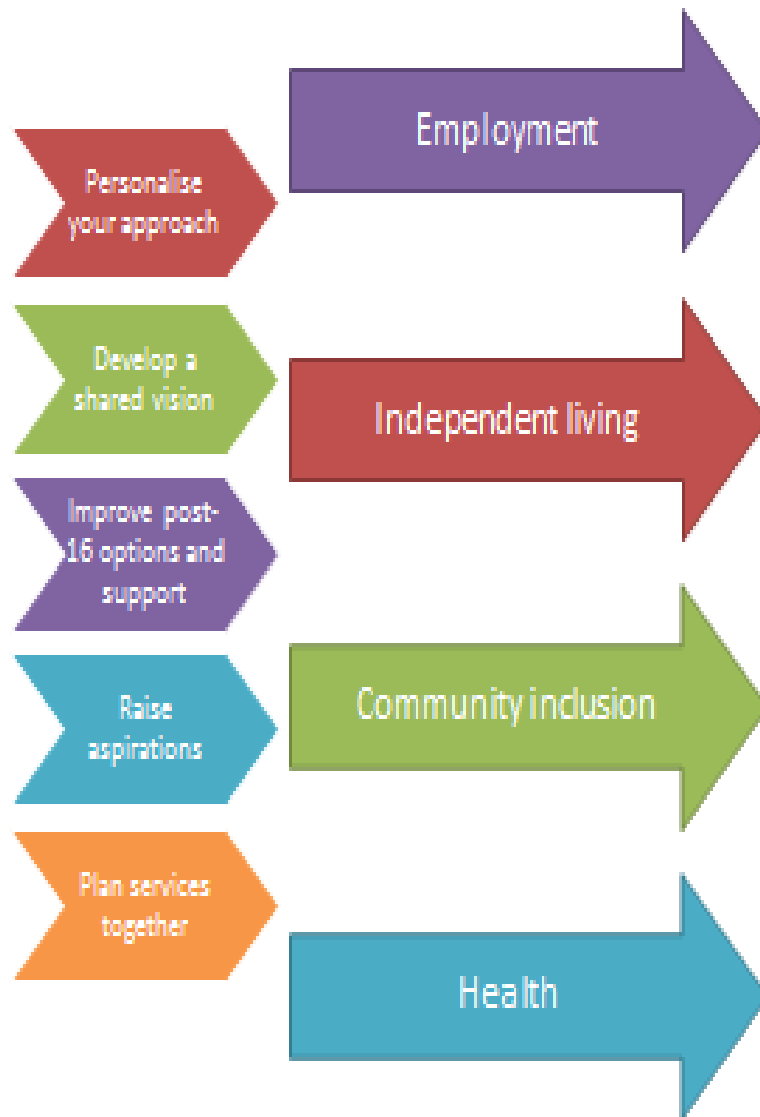 Personalise
your approach
Develop a
shared vision
Improve post-
16 options and
support
Raise
aspirations
Plan services
together
Employment
Independent living
Community inclusion
Health